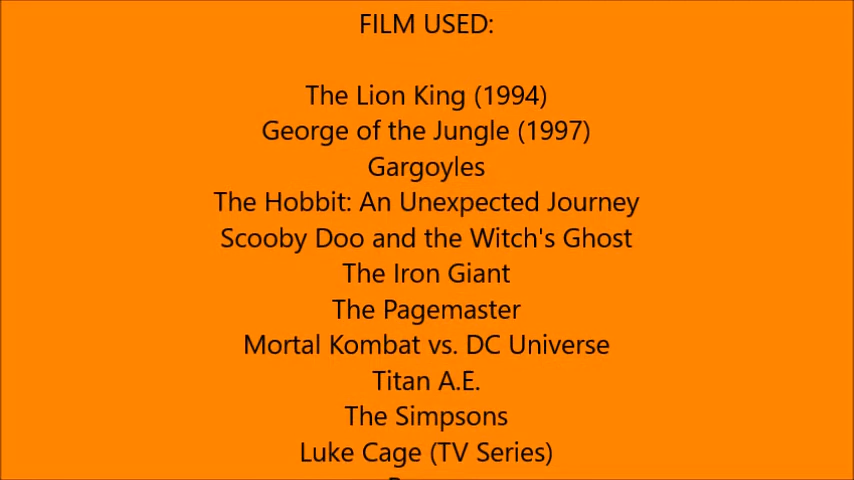 FILM USED:
The Lion King (1994)
George of the Jungle (1997)
Gargoyles
The Hobbit: An Unexpected Journey
Scooby Doo and the Witch's Ghost
The Iron Giant
The Pagemaster
Mortal Kombat vs. DC Universe
Titan A.E.
The Simpsons
Luke Cage (TV Series)